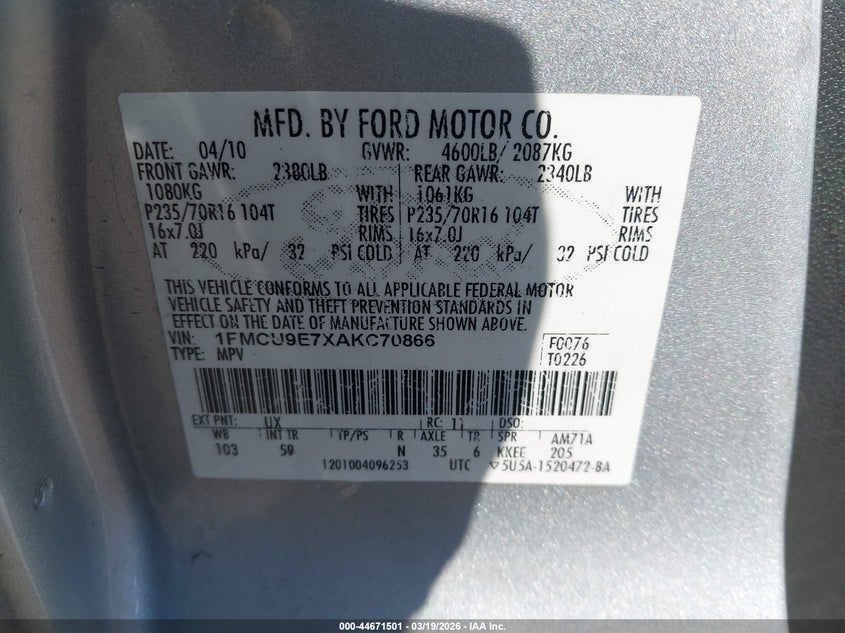 MFD. BY FORD MOTOR CO.
DATE: 04/10 GVWR: 4600LB/ 2087KG
FRONT GAWR: 2380LB REAR GAWR: 2340LB
1080KG WITH 1061KG WITH
P235/70R16 104T TIRES P235/70R16 104T TIRES
16x7.0J RIMS 16x7.0J RIMS
AT 220 kPa/ 32 PSI COLD AT 220 kPa/ 32 PSI COLD
THIS VEHICLE CONFORMS TO ALL APPLICABLE FEDERAL MOTOR
VEHICLE SAFETY AND THEFT PREVENTION STANDARDS IN
EFFECT ON THE DATE OF MANUFACTURE SHOWN ABOVE.
VIN: 1FMCU9E7XAKC70866 F0076
TYPE: MPV T0226
EXT PNT: UX RC: 11 DSO:
WB INT TR TP/PS R AXLE TR SPR AM71A
103 59 N 35 6 KKEE 205
1201004096253 UTC ▽5U5A-1520472-BA
000-44671501 | 03/19/2026 | IAA Inc.